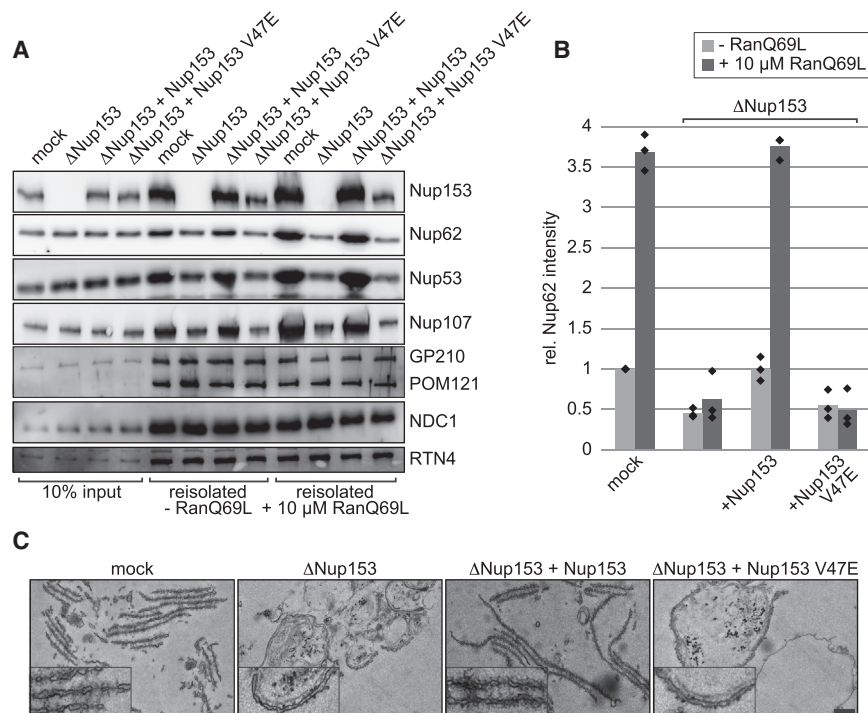 A
mock
ΔNup153
ΔNup153 + Nup153
ΔNup153 + Nup153 V47E
mock
ΔNup153
ΔNup153 + Nup153
ΔNup153 + Nup153 V47E
mock
ΔNup153
ΔNup153 + Nup153
ΔNup153 + Nup153 V47E
Nup153
Nup62
Nup53
Nup107
GP210
POM121
NDC1
RTN4
10% input
reisolated
- RanQ69L
reisolated
+ 10 µM RanQ69L
B
- RanQ69L
+ 10 µM RanQ69L
ΔNup153
rel. Nup62 intensity
4
3.5
3
2.5
2
1.5
1
0.5
0
mock
+Nup153
+Nup153
V47E
C
mock
ΔNup153
ΔNup153 + Nup153
ΔNup153 + Nup153 V47E